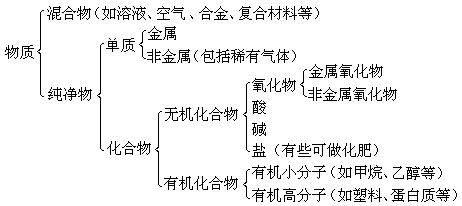 混合物(如溶液、空气、合金、复合材料等)
物质
纯净物
单质
金属
非金属(包括稀有气体)
化合物
无机化合物
氧化物
金属氧化物
非金属氧化物
酸
碱
盐(有些可做化肥)
有机化合物
有机小分子(如甲烷、乙醇等)
有机高分子(如塑料、蛋白质等)